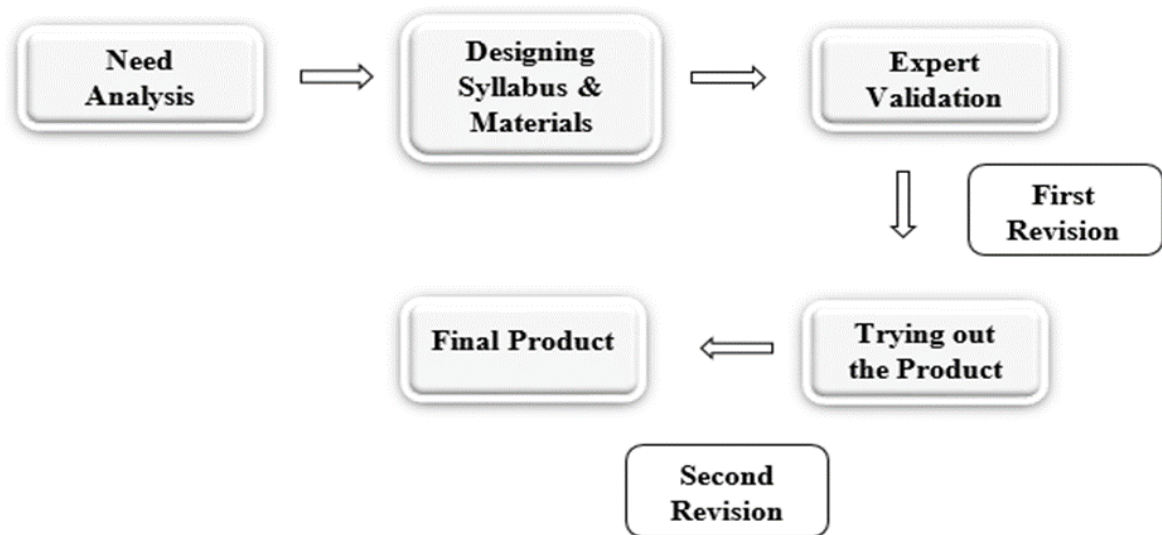 Need
Analysis
Designing
Syllabus &
Materials
Expert
Validation
First
Revision
Trying out
the Product
Final Product
Second
Revision